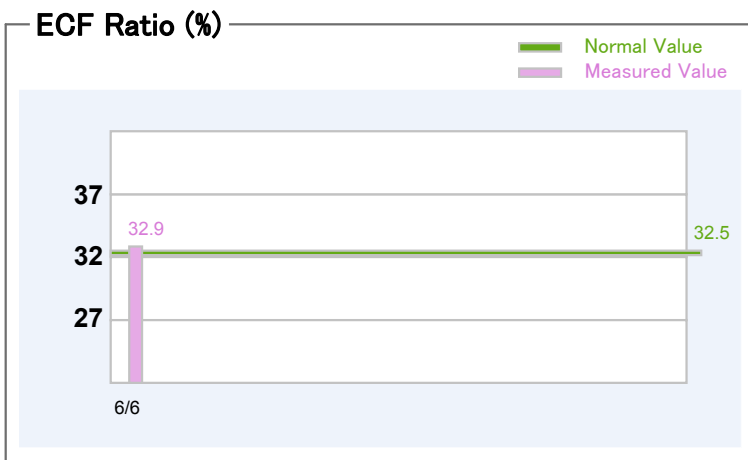 ECF Ratio (%)
Normal Value
Measured Value
37
32.9
32.5
32
27
6/6